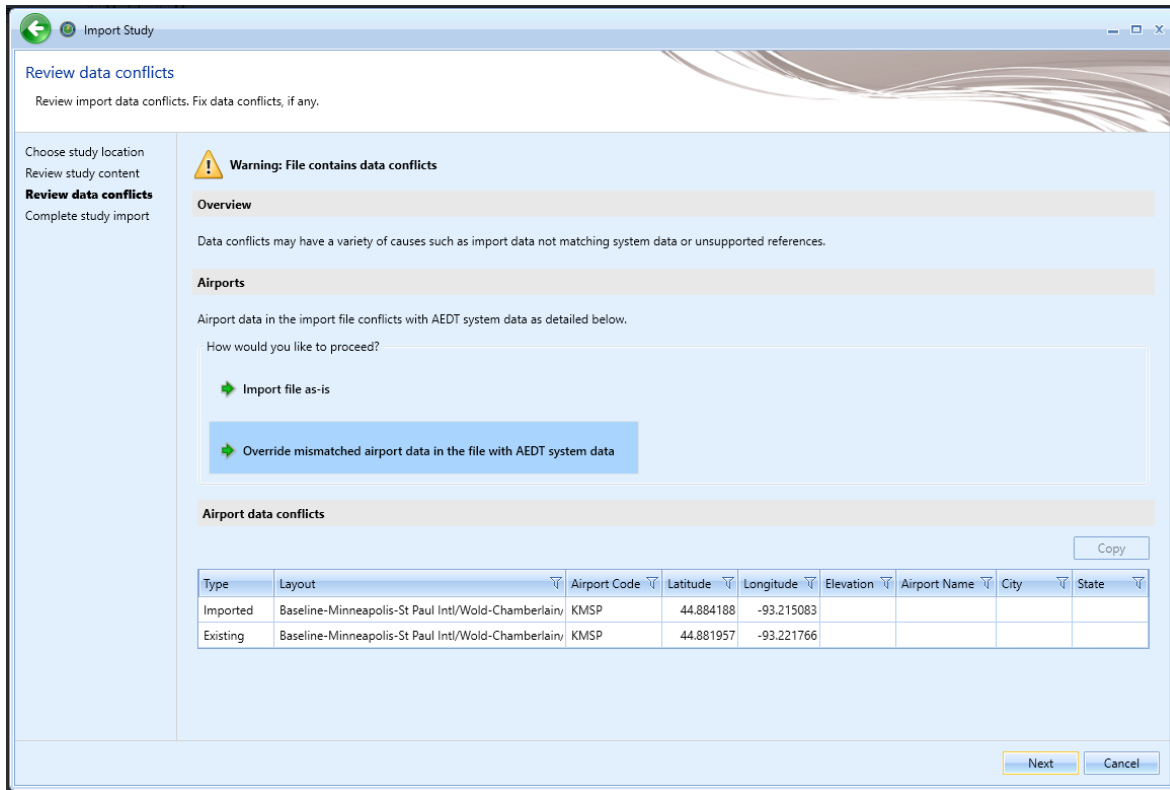 Import Study
Review data conflicts
Review import data conflicts. Fix data conflicts, if any.
Choose study location
Review study content
Review data conflicts
Complete study import
Warning: File contains data conflicts
Overview
Data conflicts may have a variety of causes such as import data not matching system data or unsupported references.
Airports
Airport data in the import file conflicts with AEDT system data as detailed below.
How would you like to proceed?
Import file as-is
Override mismatched airport data in the file with AEDT system data
Airport data conflicts
Copy
Type Layout Airport Code Latitude Longitude Elevation Airport Name City State
Imported Baseline-Minneapolis-St Paul Intl/Wold-Chamberlain/ KMSP 44.884188 -93.215083
Existing Baseline-Minneapolis-St Paul Intl/Wold-Chamberlain/ KMSP 44.881957 -93.221766
Next Cancel